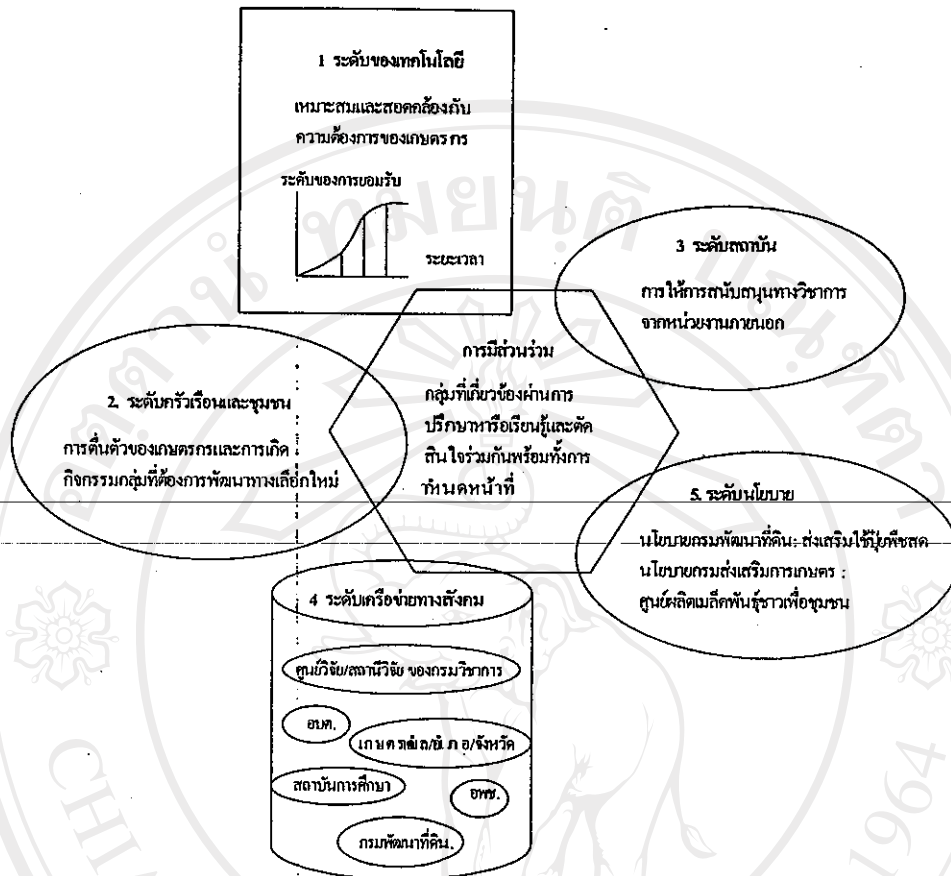 1 ระดับของเทคโนโลยี
เหมาะสมและสอดคล้องกับ
ความต้องการของเกษตรกร
ระดับของการยอมรับ
ระยะเวลา
3 ระดับสถาบัน
การให้การสนับสนุนทางวิชาการ
จากหน่วยงานภายนอก
การมีส่วนร่วม
กลุ่มที่เกี่ยวข้องผ่านการ
ปรึกษาหารือเรียนรู้และตัด
สินใจร่วมกันพร้อมทั้งการ
กำหนดหน้าที่
2. ระดับครัวเรือนและชุมชน
การตื่นตัวของเกษตรกรและการเกิด
กิจกรรมกลุ่มที่ต้องการพัฒนาทางเลือกใหม่
5. ระดับนโยบาย
นโยบายกรมพัฒนาที่ดิน: ส่งเสริมใช้ปุ๋ยพืชสด
นโยบายกรมส่งเสริมการเกษตร :
ศูนย์ผลิตเมล็ดพันธุ์ข้าวเพื่อชุมชน
4 ระดับเครือข่ายทางสังคม
ศูนย์วิจัย/สถานีวิจัย ของกรมวิชาการ
อบต.
จังหวัด
สถาบันการศึกษา
อพช.
กรมพัฒนาที่ดิน.
1964